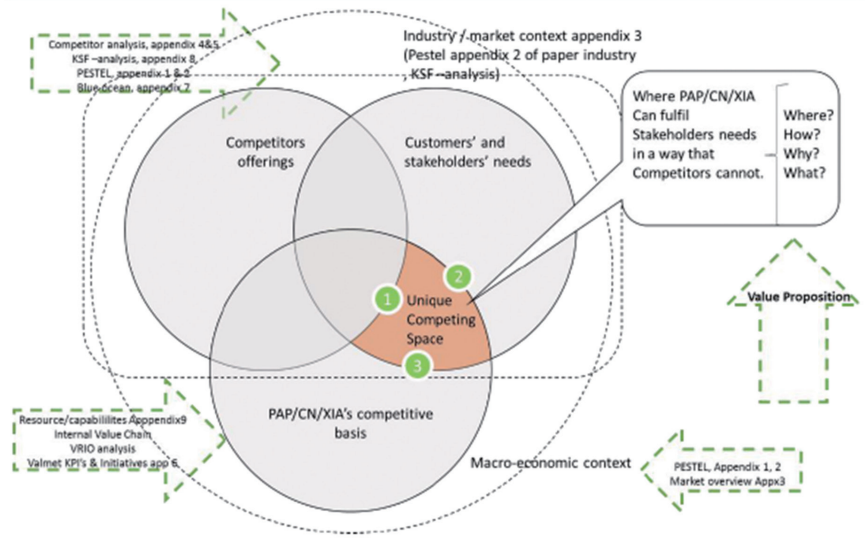 Competitor analysis, appendix 4&5
KSF –analysis, appendix 8,
PESTEL, appendix 1 & 2
Blue ocean, appendix 7
Industry / market context appendix 3
(Pestel appendix 2 of paper industry
, KSF –analysis)
Where PAP/CN/XIA
Can fulfil
Stakeholders needs
in a way that
Competitors cannot.
Where?
How?
Why?
What?
Competitors
offerings
Customers' and
stakeholders' needs
1
2
3
Unique
Competing
Space
Value Proposition
PAP/CN/XIA's competitive
basis
Resource/capabililites Appendix9
Internal Value Chain
VRIO analysis
Valmet KPI's & Initiatives app 6
Macro-economic context
PESTEL, Appendix 1, 2
Market overview Appx3